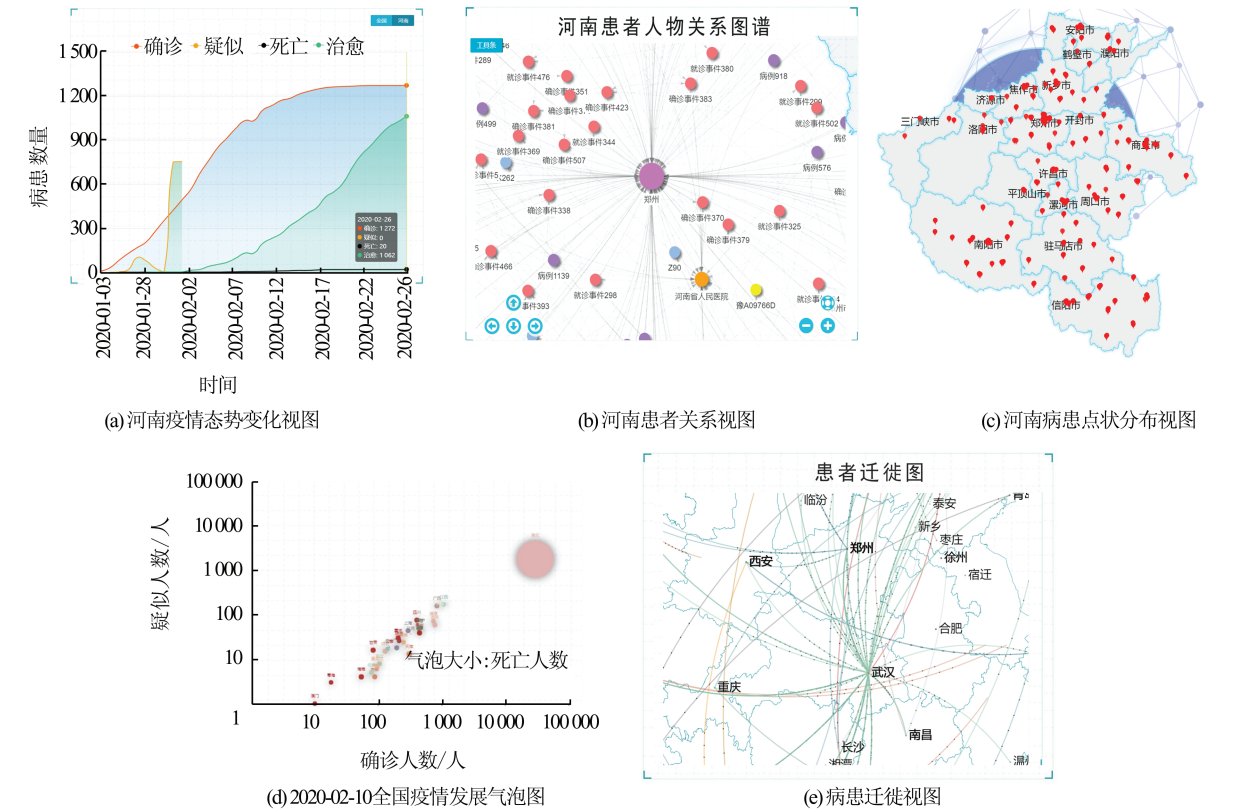 全国 河南
确诊 疑似 死亡 治愈
1 500
1 200
900
600
300
0
病患数量
2020-02-26
确诊: 1 272
疑似: 0
死亡: 20
治愈: 1 062
2020-01-03
2020-01-28
2020-02-02
2020-02-07
2020-02-12
2020-02-17
2020-02-22
2020-02-26
时间
(a) 河南疫情态势变化视图
河南患者人物关系图谱
工具条
就诊事件476
就诊事件380
病例918
确诊事件383
确诊事件423
就诊事件502
例499
确诊事件381
就诊事件344
就诊事件369
确诊事件507
病例576
郑州
确诊事件338
确诊事件370
就诊事件325
确诊事件379
诊事件466
病例1139
Z90
就诊事件298
河南省人民医院
豫A09766D
事件393
(b) 河南患者关系视图
安阳市
鹤壁市
濮阳市
焦作市
新乡市
济源市
三门峡市
洛阳市
郑州市
开封市
商丘市
许昌市
平顶山市
漯河市
周口市
南阳市
驻马店市
信阳市
(c) 河南病患点状分布视图
100 000
10 000
1 000
100
10
1
疑似人数/人
气泡大小:死亡人数
10
100
1 000
10 000
100 000
确诊人数/人
(d) 2020-02-10全国疫情发展气泡图
患者迁徙图
临汾
泰安
新乡
郑州
枣庄
西安
徐州
宿迁
合肥
武汉
重庆
南昌
长沙
湘潭
(e) 病患迁徙视图